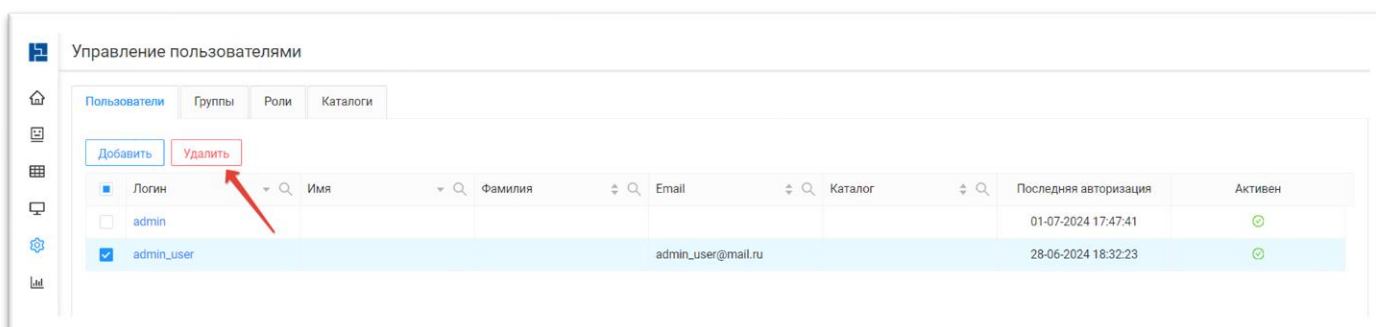 Управление пользователями
Пользователи Группы Роли Каталоги
Добавить Удалить
Логин Имя Фамилия Email Каталог Последняя авторизация Активен
admin 01-07-2024 17:47:41
admin_user admin_user@mail.ru 28-06-2024 18:32:23